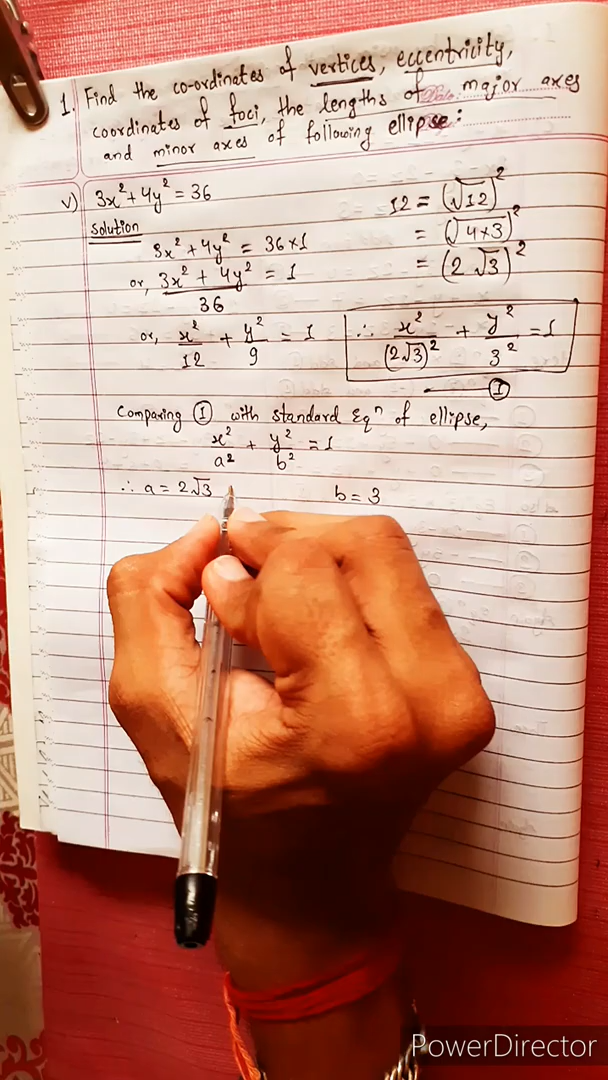 1. Find the co-ordinates of vertices, eccentricity,
coordinates of foci, the lengths of major axes
and minor axes of following ellipse:
v) 3x² + 4y² = 36
solution
3x² + 4y² = 36×1
or, 3x² + 4y² / 36 = 1
or, x²/12 + y²/9 = 1
12 = (√12)²
= (√4×3)²
= (2√3)²
∴ x²/(2√3)² + y²/3² = 1
①
Comparing ① with standard Eqⁿ of ellipse,
x²/a² + y²/b² = 1
∴ a = 2√3 b = 3
PowerDirector